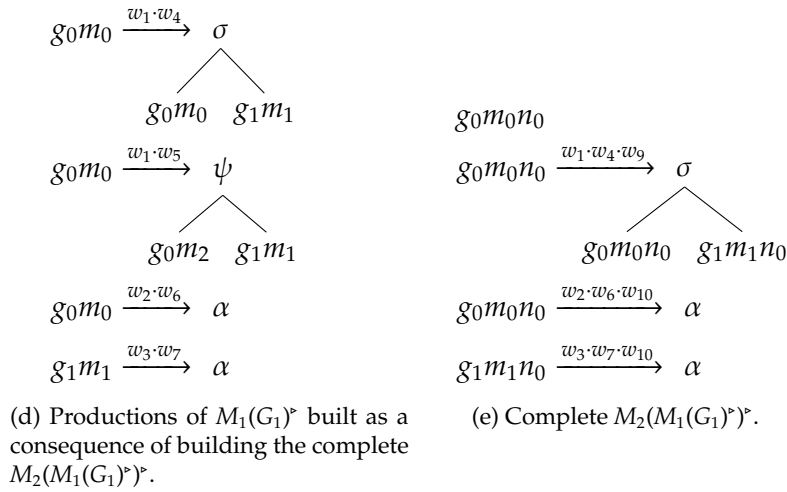 g₀m₀ —w₁·w₄→ σ
g₀m₀ g₁m₁
g₀m₀ —w₁·w₅→ ψ
g₀m₂ g₁m₁
g₀m₀ —w₂·w₆→ α
g₁m₁ —w₃·w₇→ α
(d) Productions of M₁(G₁)▹ built as a
consequence of building the complete
M₂(M₁(G₁)▹)▹.
g₀m₀n₀
g₀m₀n₀ —w₁·w₄·w₉→ σ
g₀m₀n₀ g₁m₁n₀
g₀m₀n₀ —w₂·w₆·w₁₀→ α
g₁m₁n₀ —w₃·w₇·w₁₀→ α
(e) Complete M₂(M₁(G₁)▹)▹.